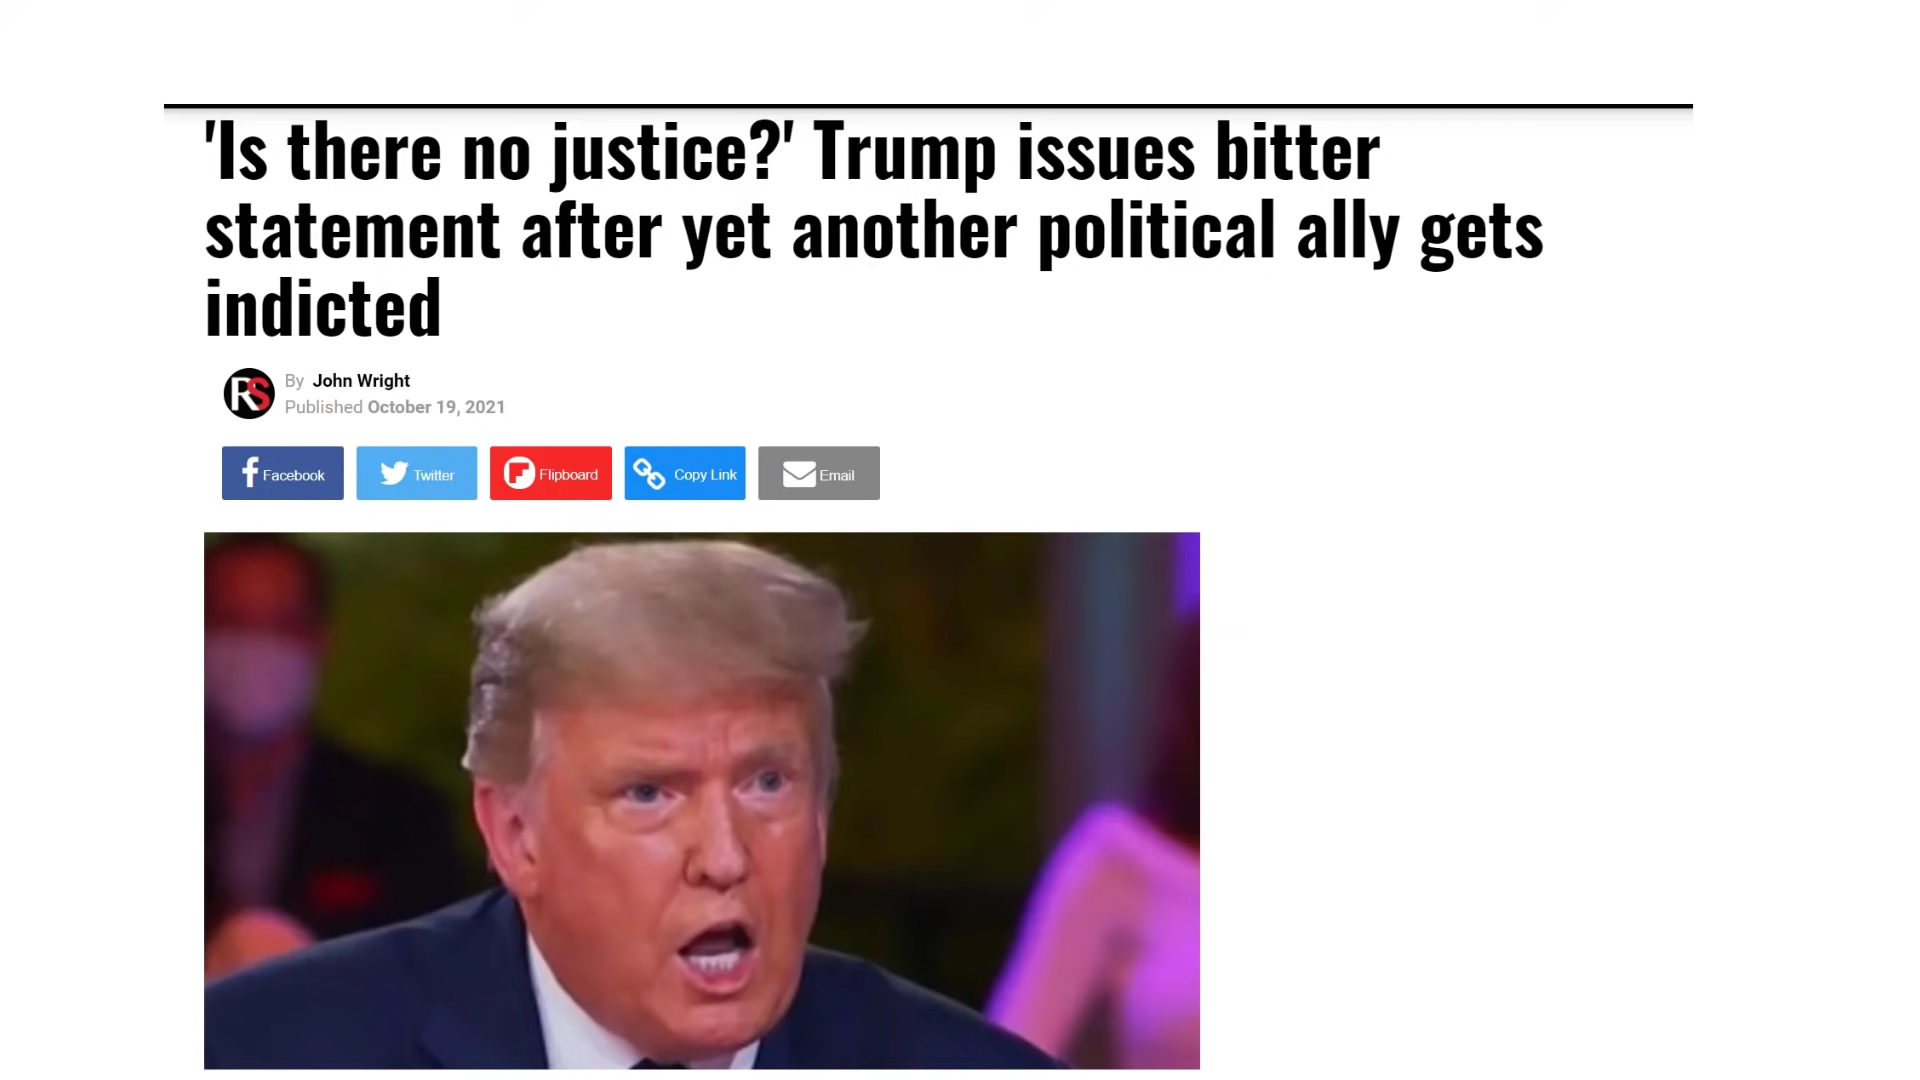 'Is there no justice?' Trump issues bitter
statement after yet another political ally gets
indicted
RS
By John Wright
Published October 19, 2021
Facebook
Twitter
Flipboard
Copy Link
Email